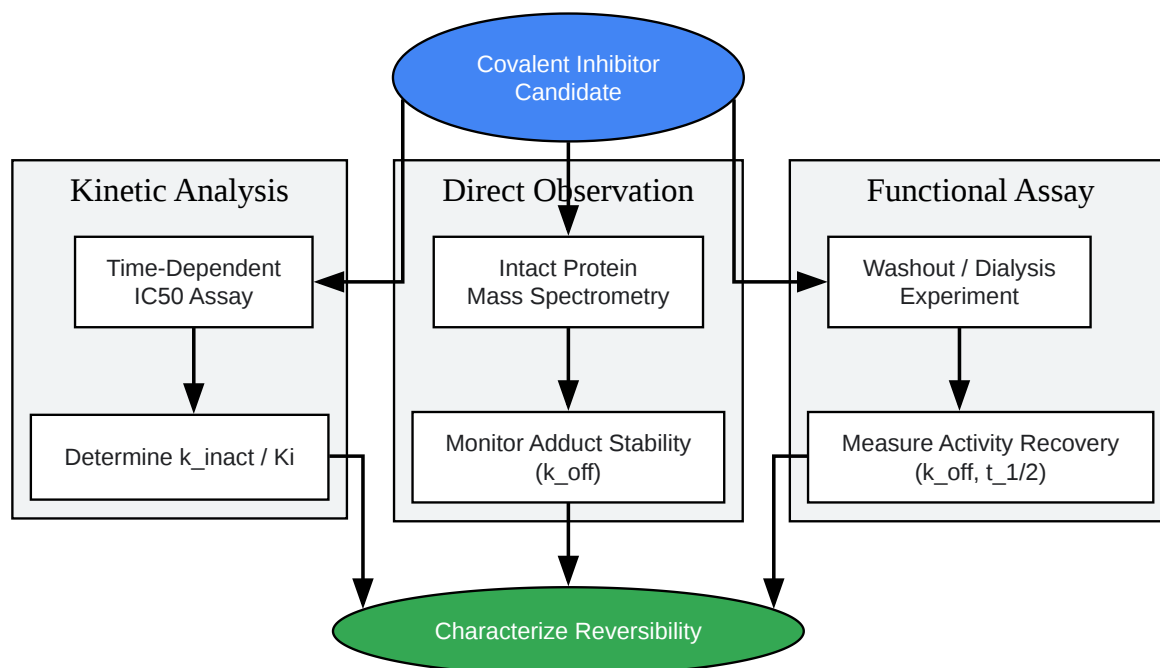 Covalent Inhibitor
Candidate
Kinetic Analysis
Time-Dependent
IC50 Assay
Determine k_inact / Ki
Direct Observation
Intact Protein
Mass Spectrometry
Monitor Adduct Stability
(k_off)
Functional Assay
Washout / Dialysis
Experiment
Measure Activity Recovery
(k_off, t_1/2)
Characterize Reversibility